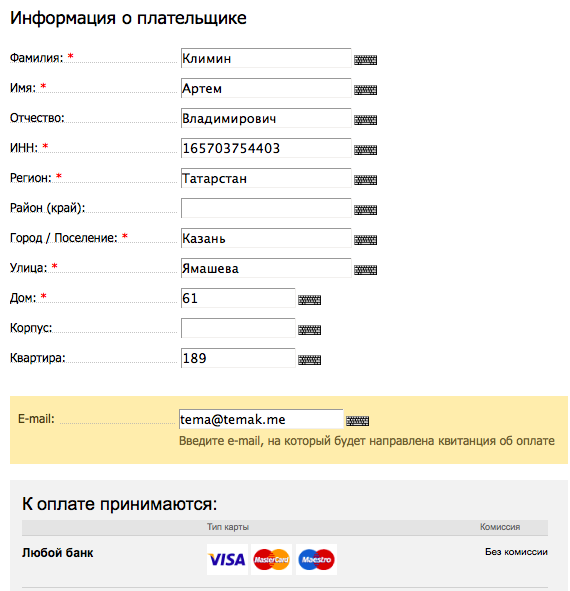 Информация о плательщике
Фамилия: * Климин
Имя: * Артем
Отчество: Владимирович
ИНН: * 165703754403
Регион: * Татарстан
Район (край):
Город / Поселение: * Казань
Улица: * Ямашева
Дом: * 61
Корпус:
Квартира: 189
E-mail: tema@temak.me
Введите e-mail, на который будет направлена квитанция об оплате
К оплате принимаются:
Тип карты Комиссия
Любой банк VISA MasterCard Maestro Без комиссии